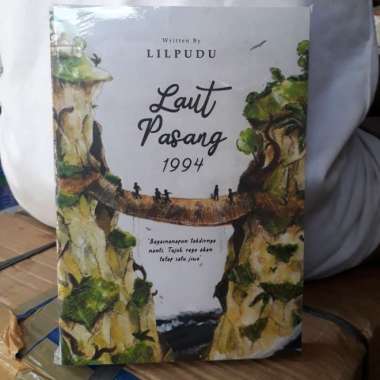 Written By
LILPUDU
Laut
Pasang
1994
"Bagaimanapun takdirnya
nanti. Tujuh raga akan
tetap satu jiwa"